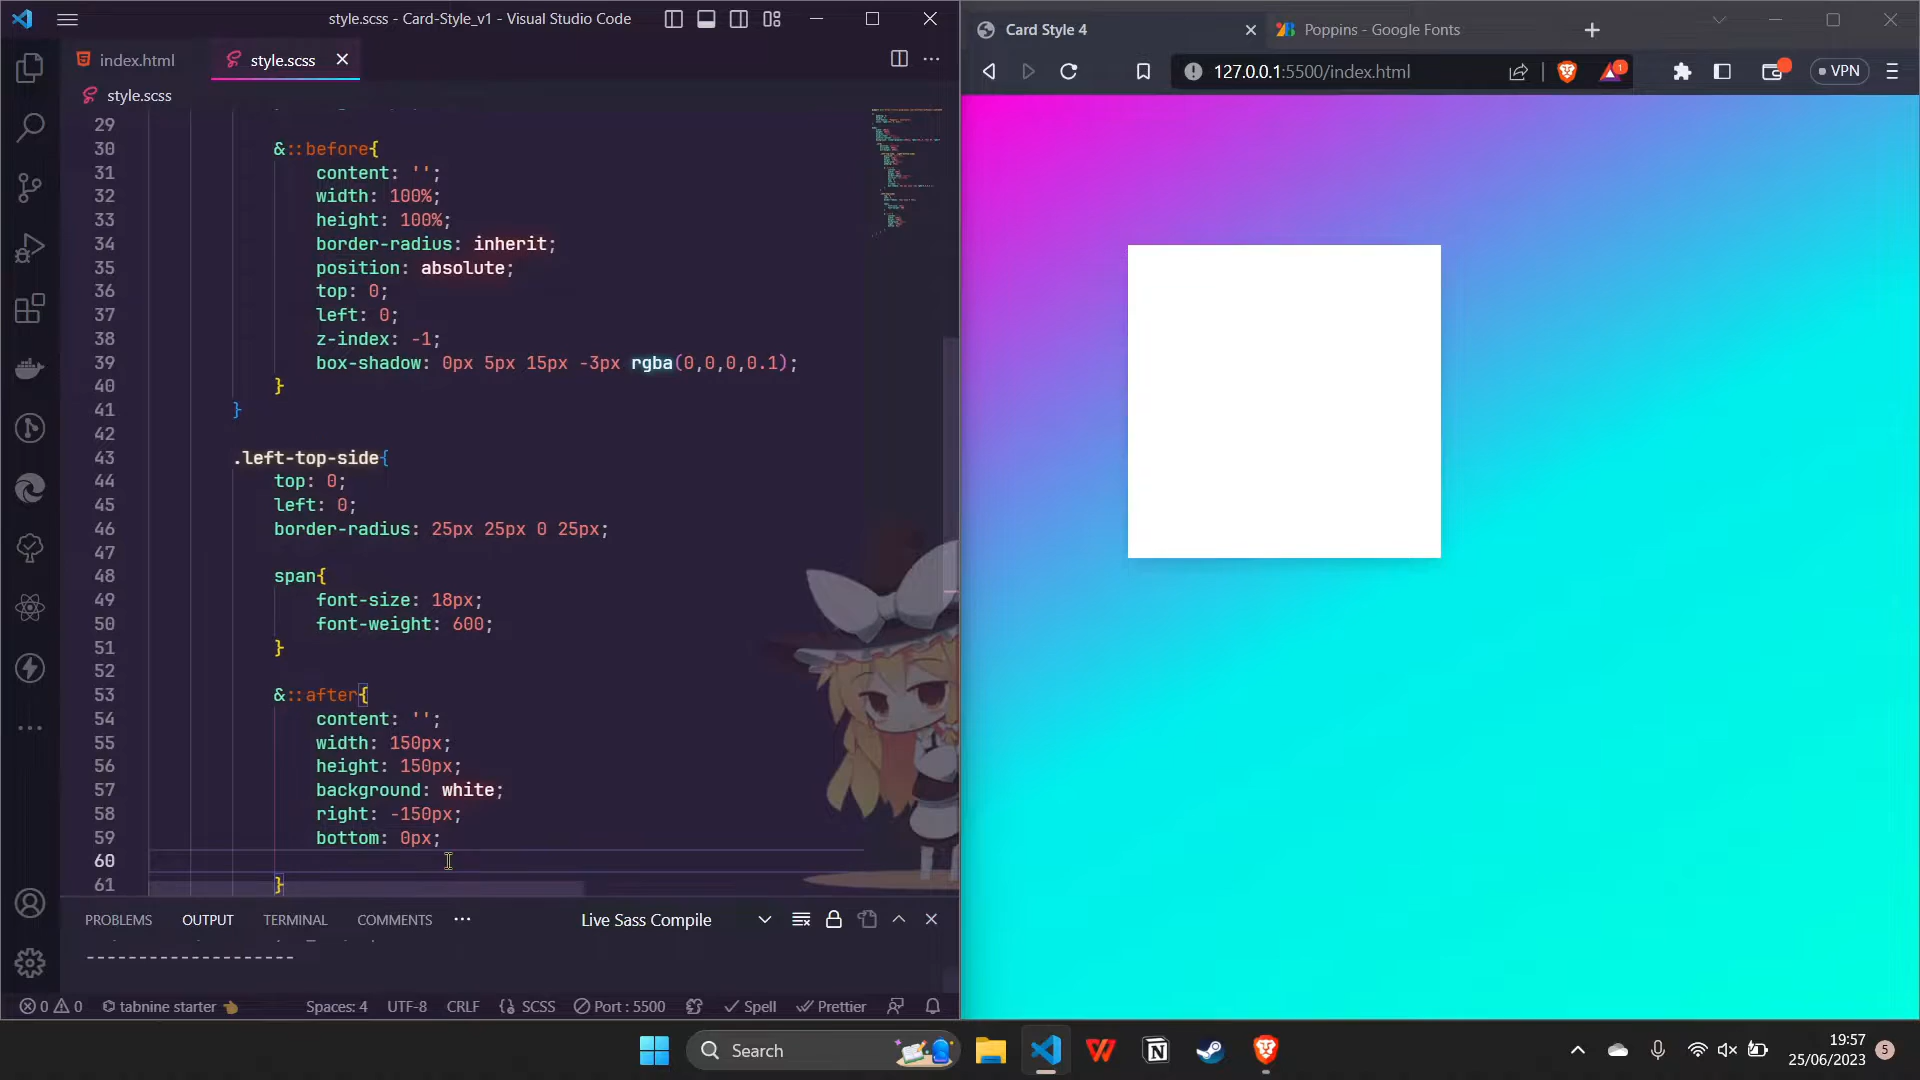 style.scss - Card-Style_v1 - Visual Studio Code
index.html
style.scss
style.scss
29
30 &::before{
31 content: '';
32 width: 100%;
33 height: 100%;
34 border-radius: inherit;
35 position: absolute;
36 top: 0;
37 left: 0;
38 z-index: -1;
39 box-shadow: 0px 5px 15px -3px rgba(0,0,0,0.1);
40 }
41 }
42
43 .left-top-side{
44 top: 0;
45 left: 0;
46 border-radius: 25px 25px 0 25px;
47
48 span{
49 font-size: 18px;
50 font-weight: 600;
51 }
52
53 &::after{
54 content: '';
55 width: 150px;
56 height: 150px;
57 background: white;
58 right: -150px;
59 bottom: 0px;
60
61 }
PROBLEMS OUTPUT TERMINAL COMMENTS ... Live Sass Compile
--------------------
0 0 tabnine starter Spaces: 4 UTF-8 CRLF {} SCSS Port : 5500 Spell Prettier
Card Style 4
Poppins - Google Fonts
127.0.0.1:5500/index.html
1
VPN
Search
19:57
25/06/2023
5